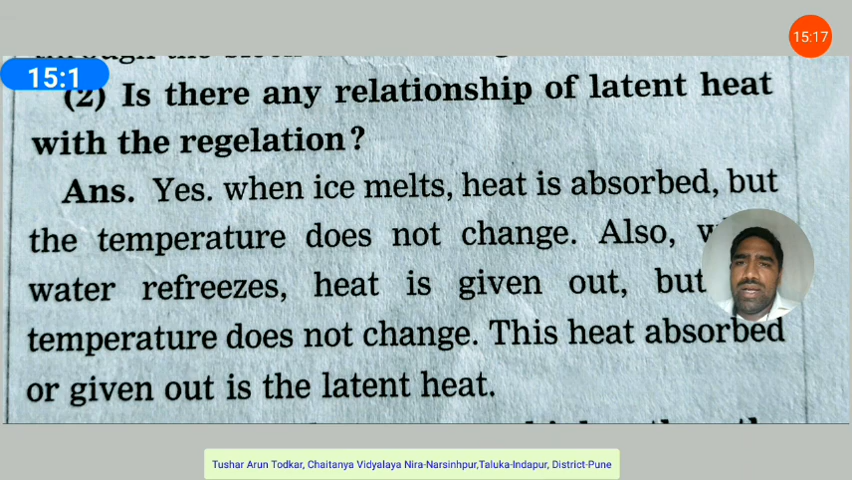 15:17
15:1
(2) Is there any relationship of latent heat
with the regelation?
Ans. Yes. when ice melts, heat is absorbed, but
the temperature does not change. Also,
water refreezes, heat is given out, but
temperature does not change. This heat absorbed
or given out is the latent heat.
Tushar Arun Todkar, Chaitanya Vidyalaya Nira-Narsinhpur,Taluka-Indapur, District-Pune